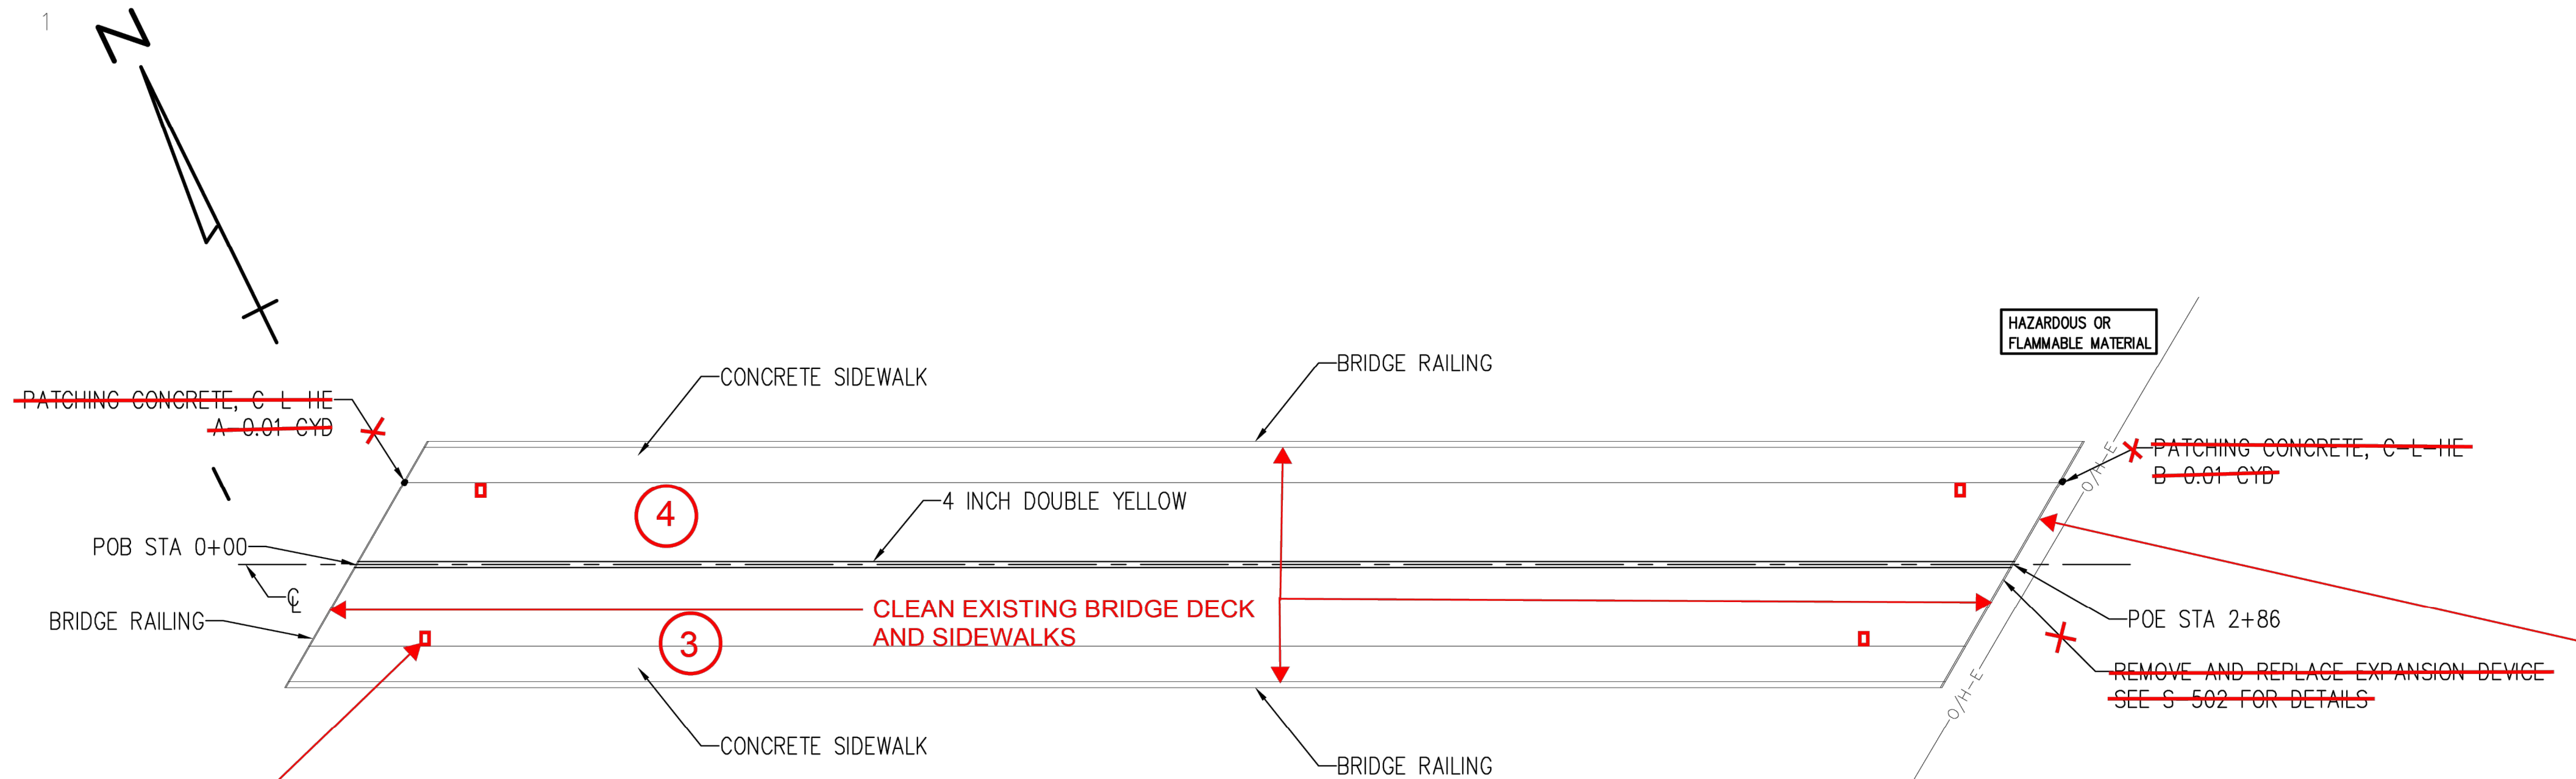 1
N
HAZARDOUS OR
FLAMMABLE MATERIAL
CONCRETE SIDEWALK
BRIDGE RAILING
PATCHING CONCRETE, C-L-HE
A-0.01 CYD
O/H-E
PATCHING CONCRETE, C-L-HE
B-0.01 CYD
4
4 INCH DOUBLE YELLOW
POB STA 0+00
℄
BRIDGE RAILING
CLEAN EXISTING BRIDGE DECK
AND SIDEWALKS
3
POE STA 2+86
REMOVE AND REPLACE EXPANSION DEVICE
SEE S-502 FOR DETAILS
O/H-E
CONCRETE SIDEWALK
BRIDGE RAILING